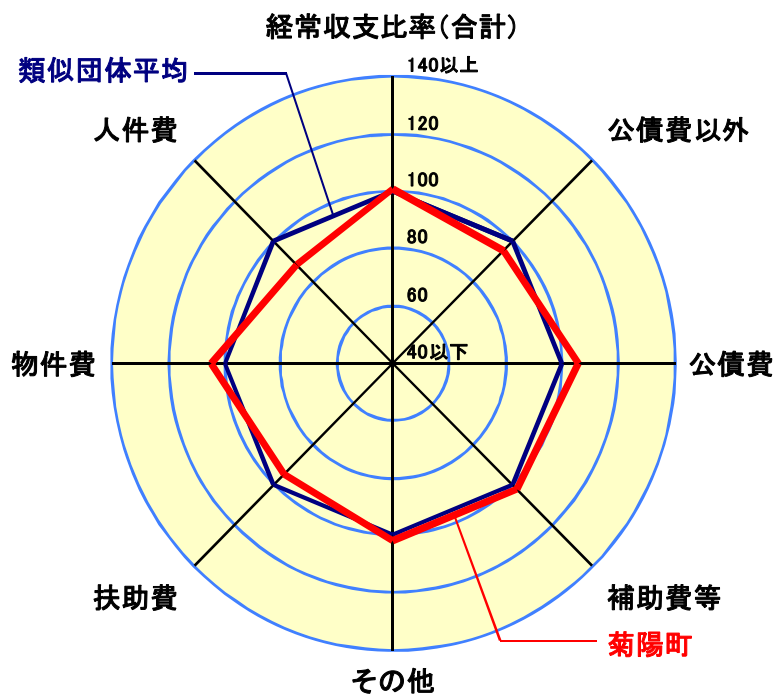 経常収支比率（合計）
140以上
類似団体平均
人件費
公債費以外
120
100
80
60
40以下
物件費
公債費
扶助費
補助費等
菊陽町
その他